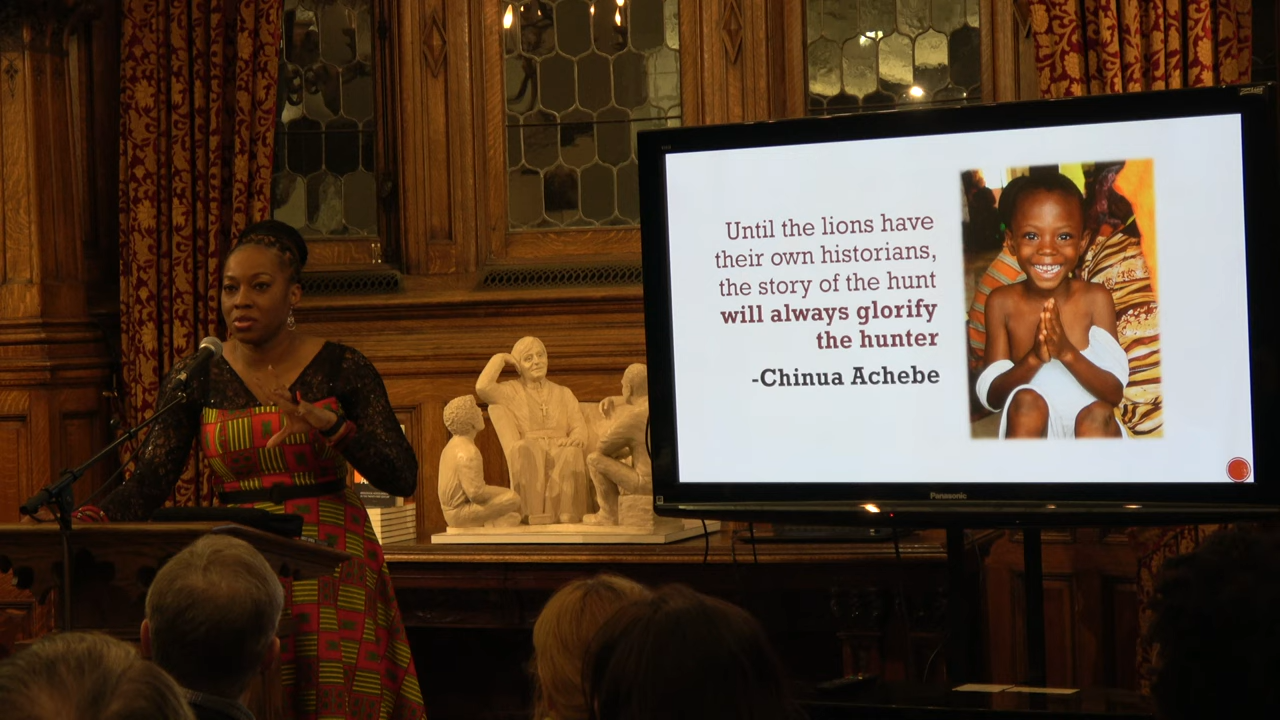 Until the lions have
their own historians,
the story of the hunt
will always glorify
the hunter
-Chinua Achebe
Panasonic